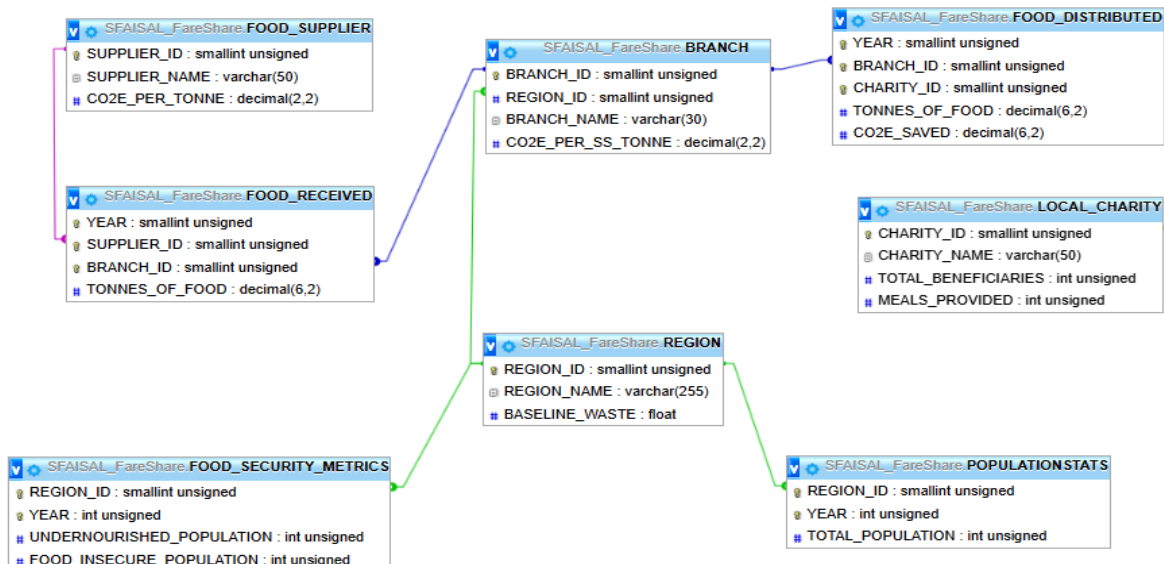 SFAISAL_FareShare.FOOD_SUPPLIER
SUPPLIER_ID : smallint unsigned
SUPPLIER_NAME : varchar(50)
CO2E_PER_TONNE : decimal(2,2)
SFAISAL_FareShare.BRANCH
BRANCH_ID : smallint unsigned
REGION_ID : smallint unsigned
BRANCH_NAME : varchar(30)
CO2E_PER_SS_TONNE : decimal(2,2)
SFAISAL_FareShare.FOOD_DISTRIBUTED
YEAR : smallint unsigned
BRANCH_ID : smallint unsigned
CHARITY_ID : smallint unsigned
TONNES_OF_FOOD : decimal(6,2)
CO2E_SAVED : decimal(6,2)
SFAISAL_FareShare.FOOD_RECEIVED
YEAR : smallint unsigned
SUPPLIER_ID : smallint unsigned
BRANCH_ID : smallint unsigned
TONNES_OF_FOOD : decimal(6,2)
SFAISAL_FareShare.LOCAL_CHARITY
CHARITY_ID : smallint unsigned
CHARITY_NAME : varchar(50)
TOTAL_BENEFICIARIES : int unsigned
MEALS_PROVIDED : int unsigned
SFAISAL_FareShare.REGION
REGION_ID : smallint unsigned
REGION_NAME : varchar(255)
BASELINE_WASTE : float
SFAISAL_FareShare.FOOD_SECURITY_METRICS
REGION_ID : smallint unsigned
YEAR : int unsigned
UNDERNOURISHED_POPULATION : int unsigned
FOOD_INSECURE_POPULATION : int unsigned
SFAISAL_FareShare.POPULATIONSTATS
REGION_ID : smallint unsigned
YEAR : int unsigned
TOTAL_POPULATION : int unsigned